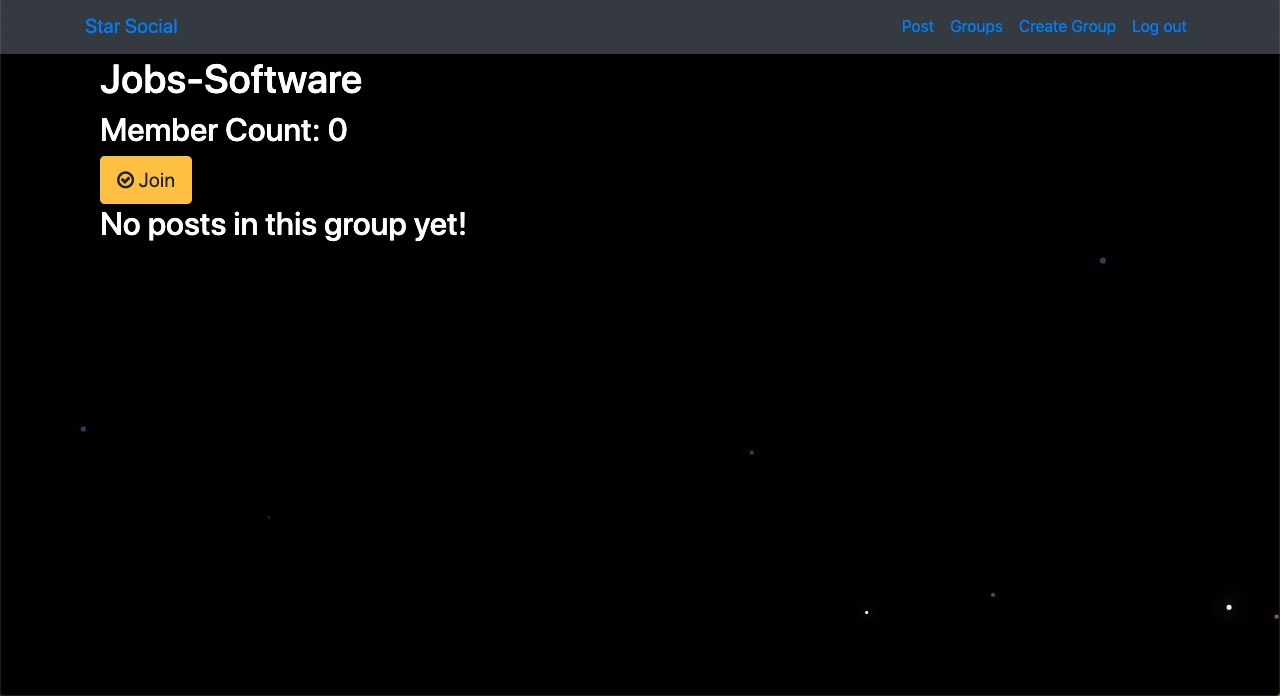 Star Social Post Groups Create Group Log out
Jobs-Software
Member Count: 0
Join
No posts in this group yet!